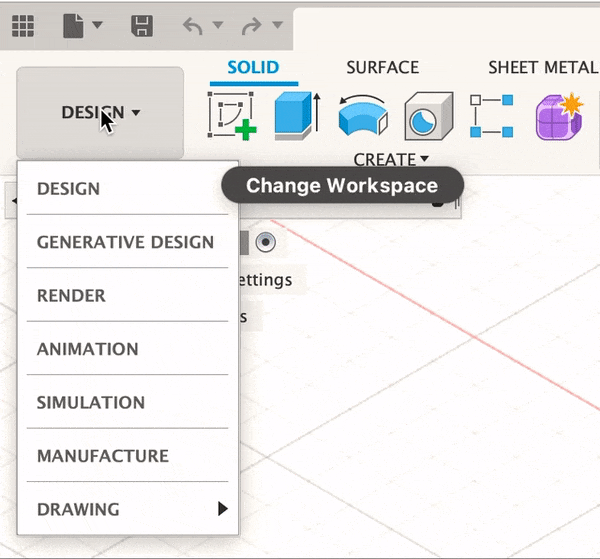 SOLID
SURFACE
SHEET METAL
DESIGN
CREATE
DESIGN
Change Workspace
GENERATIVE DESIGN
ettings
RENDER
s
ANIMATION
SIMULATION
MANUFACTURE
DRAWING